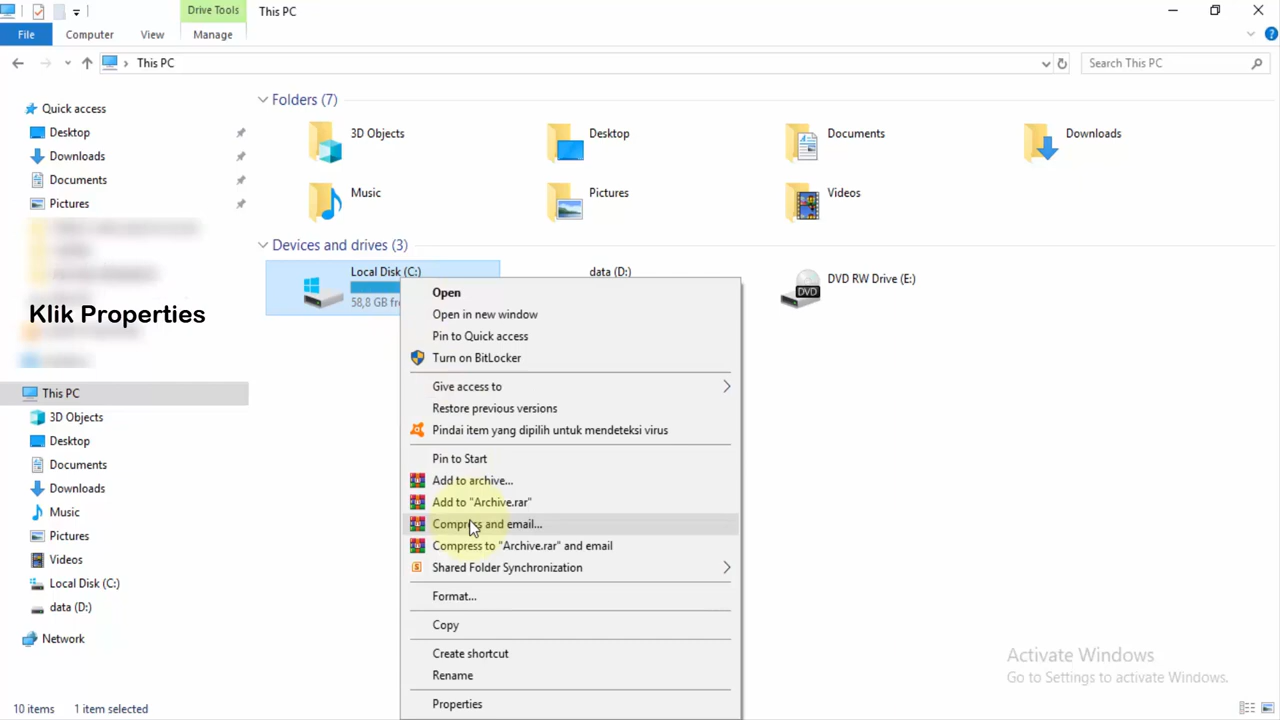 Drive Tools
This PC
File
Computer
View
Manage
This PC
Search This PC
Quick access
Desktop
Downloads
Documents
Pictures
Klik Properties
This PC
3D Objects
Desktop
Documents
Downloads
Music
Pictures
Videos
Local Disk (C:)
data (D:)
Network
Folders (7)
3D Objects
Desktop
Documents
Downloads
Music
Pictures
Videos
Devices and drives (3)
Local Disk (C:)
58,8 GB fre
data (D:)
DVD RW Drive (E:)
DVD
Open
Open in new window
Pin to Quick access
Turn on BitLocker
Give access to
Restore previous versions
Pindai item yang dipilih untuk mendeteksi virus
Pin to Start
Add to archive...
Add to "Archive.rar"
Compress and email...
Compress to "Archive.rar" and email
Shared Folder Synchronization
Format...
Copy
Create shortcut
Rename
Properties
Activate Windows
Go to Settings to activate Windows.
10 items
1 item selected